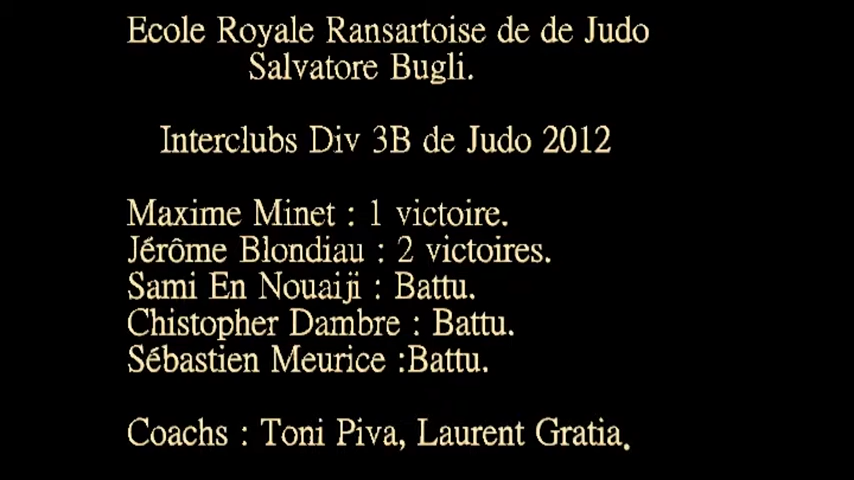 Ecole Royale Ransartoise de de Judo
Salvatore Bugli.
Interclubs Div 3B de Judo 2012
Maxime Minet : 1 victoire.
Jérôme Blondiau : 2 victoires.
Sami En Nouaiji : Battu.
Chistopher Dambre : Battu.
Sébastien Meurice :Battu.
Coachs : Toni Piva, Laurent Gratia.